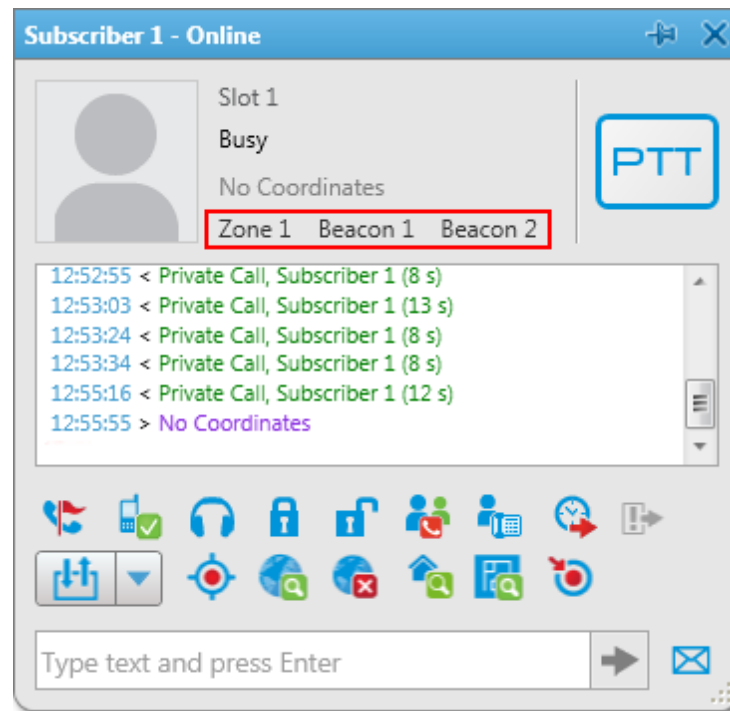 Subscriber 1 - Online
Slot 1
Busy
No Coordinates
Zone 1 Beacon 1 Beacon 2
PTT
12:52:55 < Private Call, Subscriber 1 (8 s)
12:53:03 < Private Call, Subscriber 1 (13 s)
12:53:24 < Private Call, Subscriber 1 (8 s)
12:53:34 < Private Call, Subscriber 1 (8 s)
12:55:16 < Private Call, Subscriber 1 (12 s)
12:55:55 > No Coordinates
Type text and press Enter